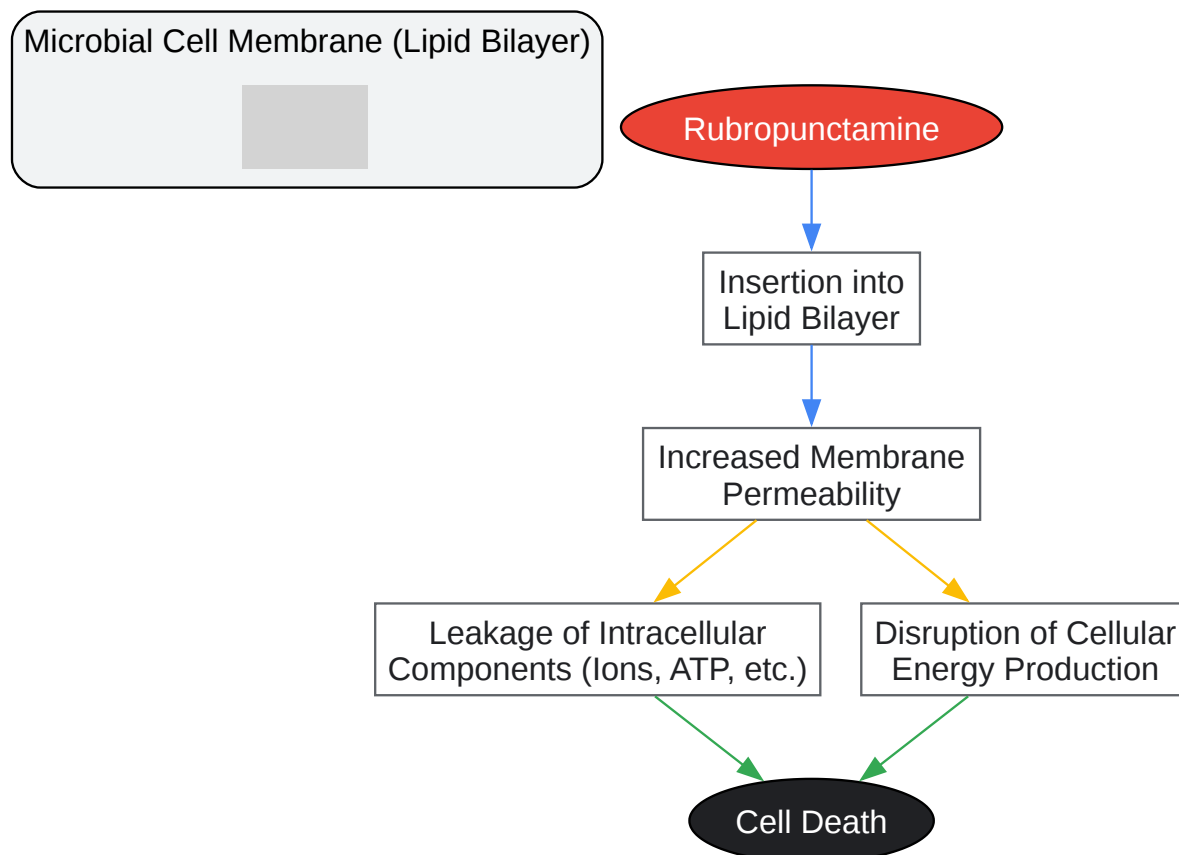 Microbial Cell Membrane (Lipid Bilayer)
Rubropunctamine
Insertion into
Lipid Bilayer
Increased Membrane
Permeability
Leakage of Intracellular
Components (Ions, ATP, etc.)
Disruption of Cellular
Energy Production
Cell Death